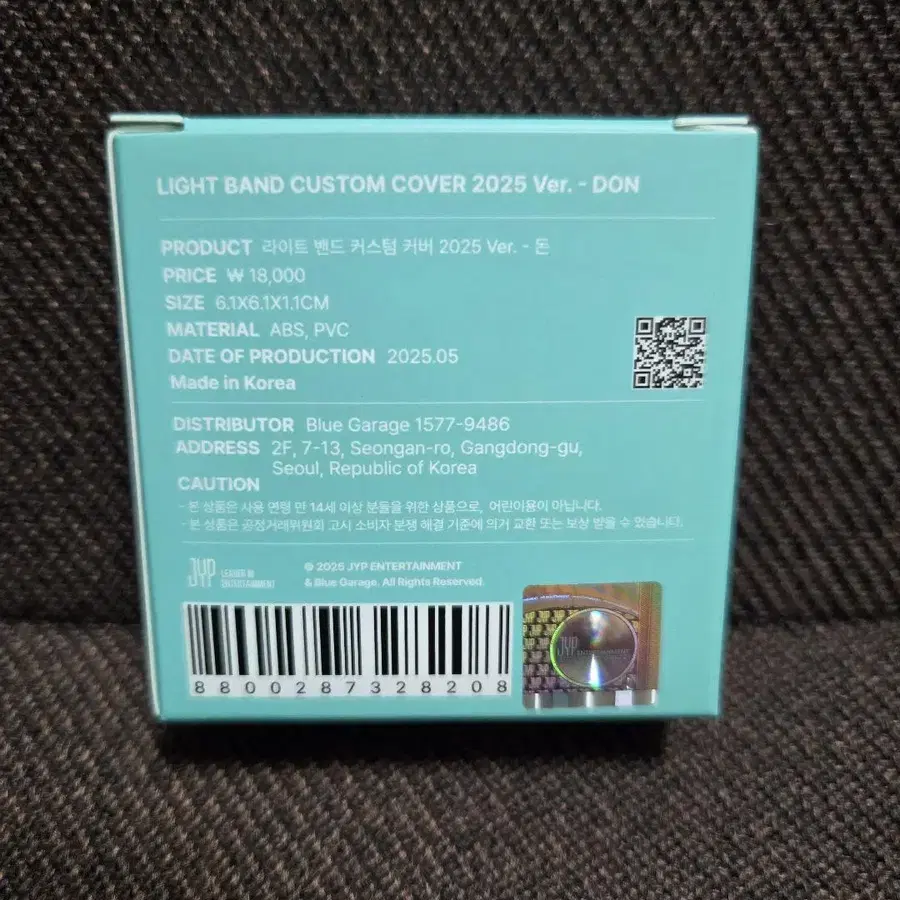 LIGHT BAND CUSTOM COVER 2025 Ver. - DON
PRODUCT 라이트 밴드 커스텀 커버 2025 Ver. - 돈
PRICE ₩ 18,000
SIZE 6.1X6.1X1.1CM
MATERIAL ABS, PVC
DATE OF PRODUCTION 2025.05
Made in Korea
DISTRIBUTOR Blue Garage 1577-9486
ADDRESS 2F, 7-13, Seongan-ro, Gangdong-gu,
Seoul, Republic of Korea
CAUTION
- 본 상품은 사용 연령 만 14세 이상 분들을 위한 상품으로, 어린이용이 아닙니다.
- 본 상품은 공정거래위원회 고시 소비자 분쟁 해결 기준에 의거 교환 또는 보상 받을 수 있습니다.
JYP LEADER IN
ENTERTAINMENT
© 2025 JYP ENTERTAINMENT
& Blue Garage. All Rights Reserved.
8800287328208
JYP ENTERTAINMENT